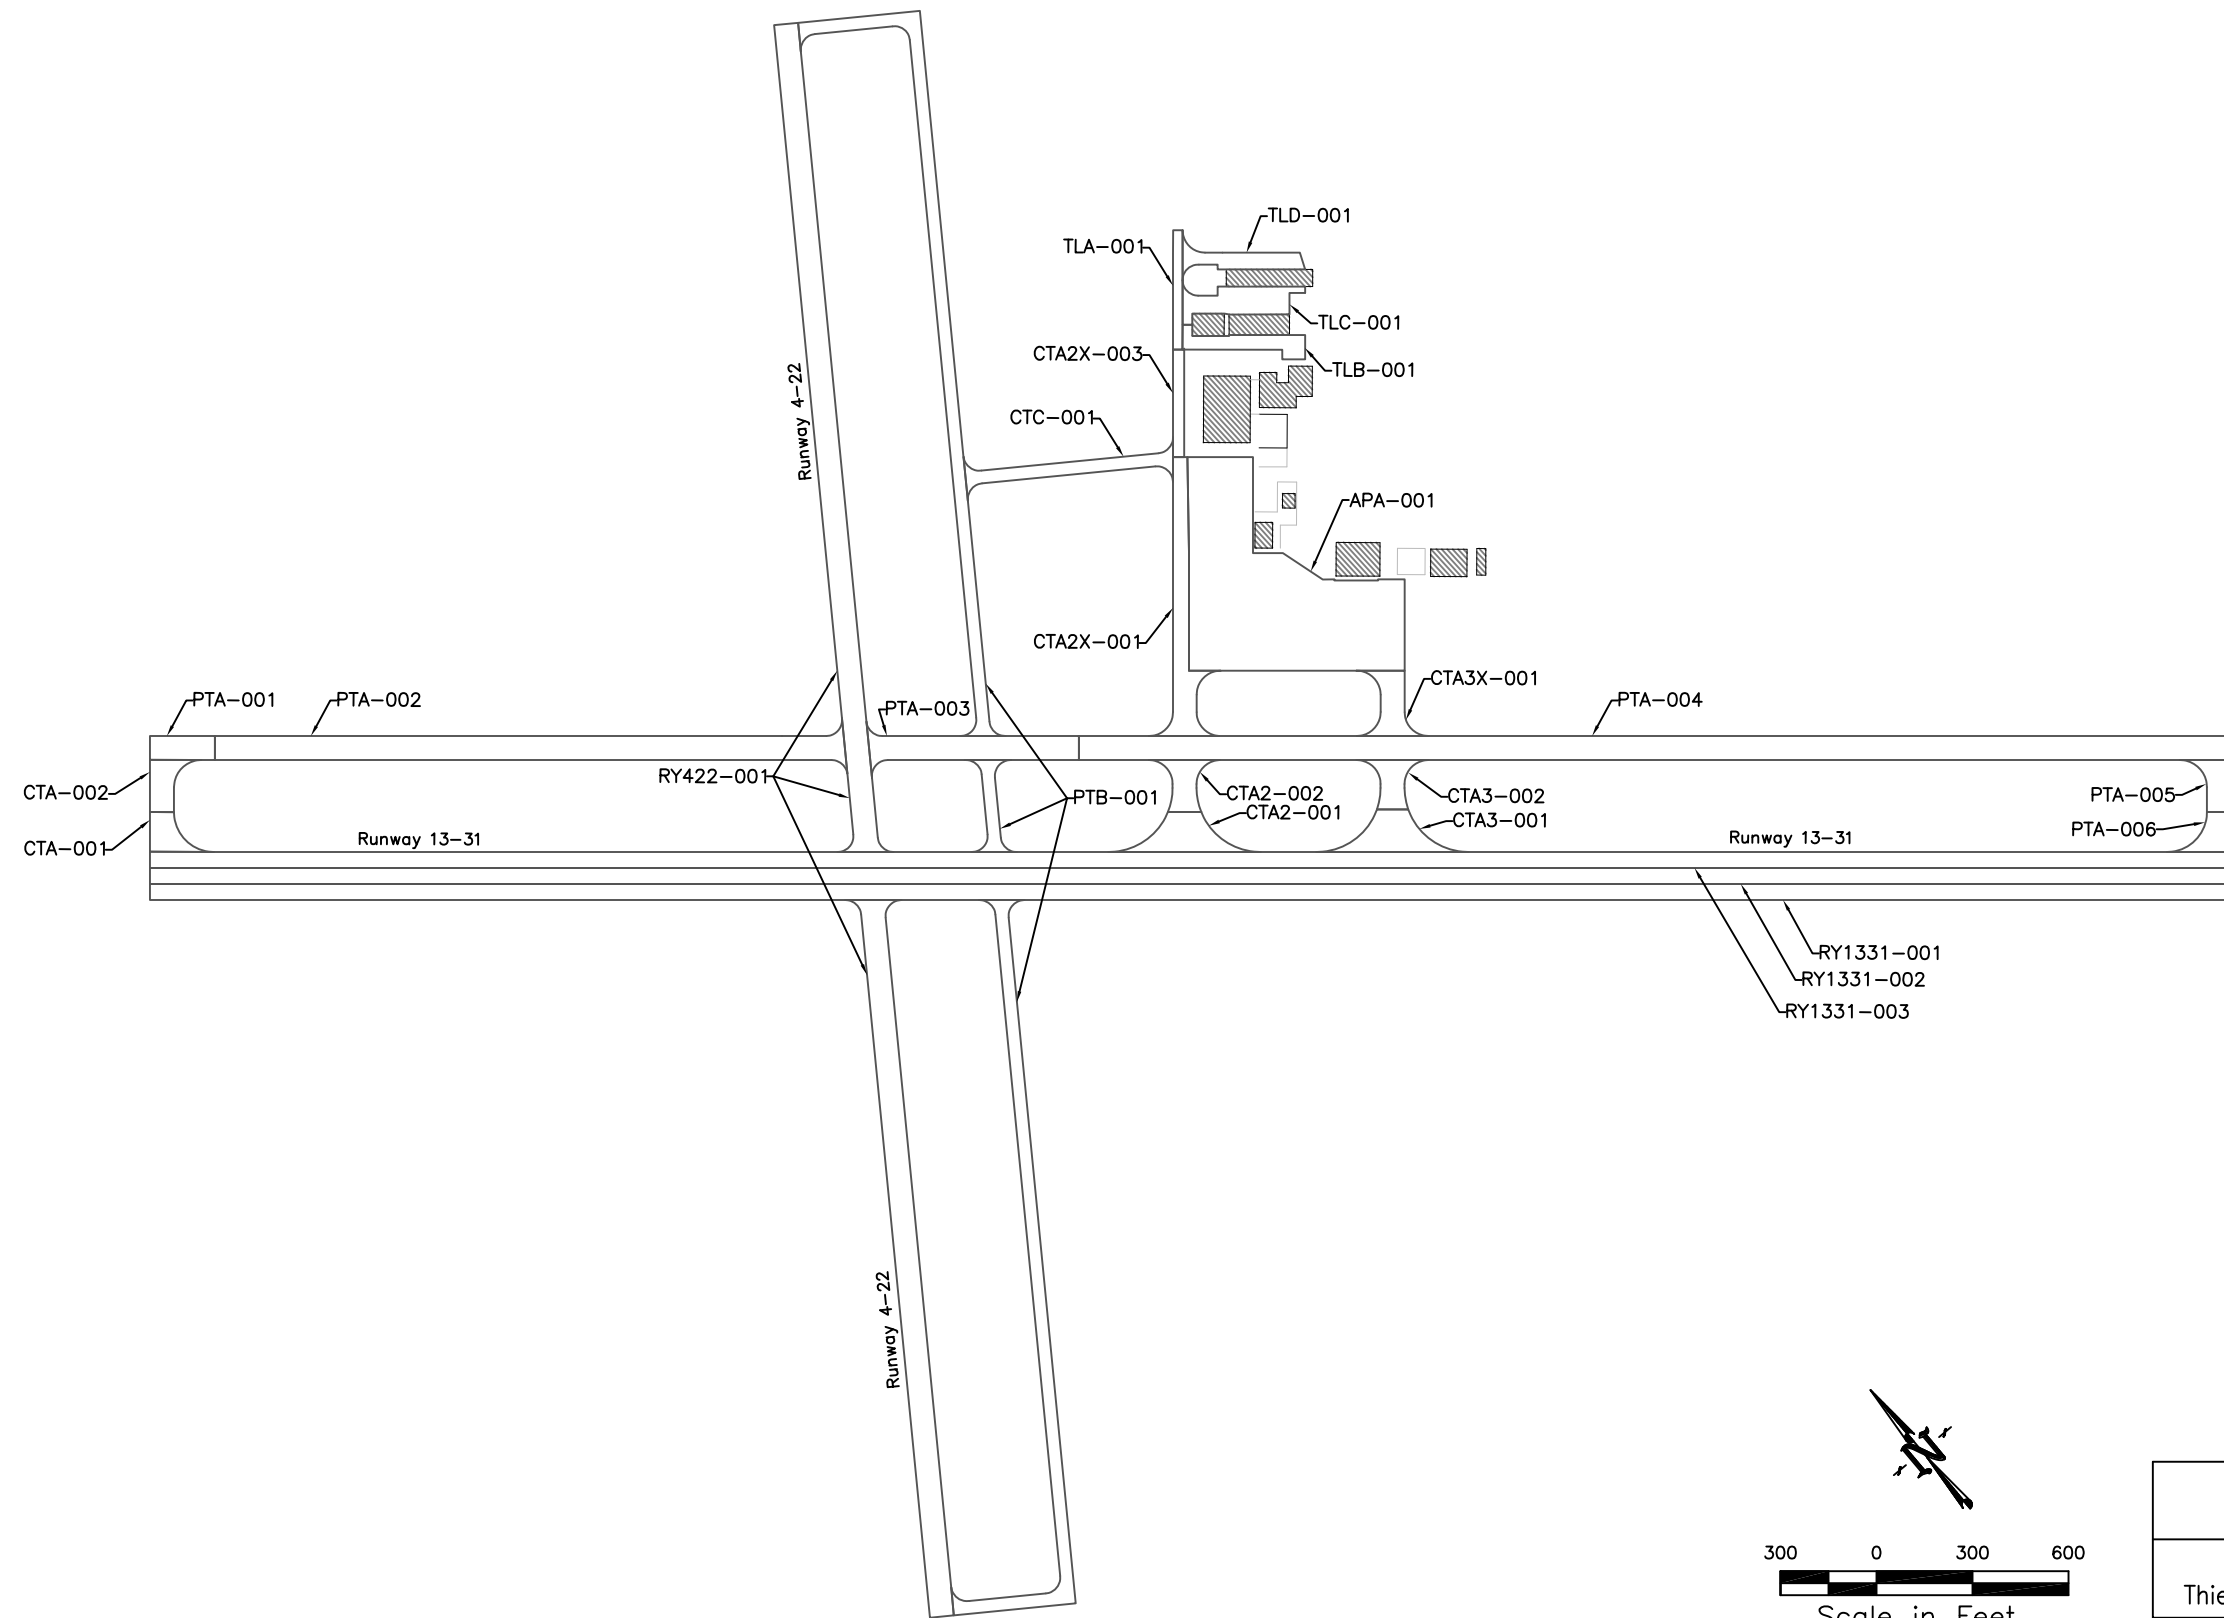 TLD-001
TLA-001
TLC-001
CTA2X-003
TLB-001
Runway 4-22
CTC-001
APA-001
CTA2X-001
CTA3X-001
PTA-001
PTA-002
PTA-003
PTA-004
RY422-001
CTA-002
PTB-001
CTA2-002
CTA3-002
PTA-005
CTA2-001
CTA3-001
PTA-006
CTA-001
Runway 13-31
Runway 13-31
RY1331-001
RY1331-002
RY1331-003
Runway 4-22
N
300 0 300 600
Scale in Feet
Thie